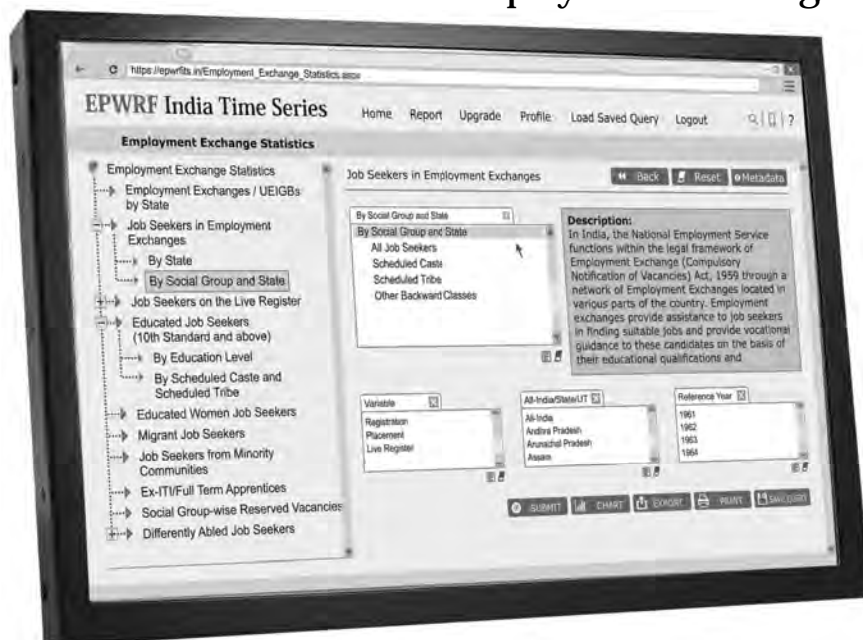 https://epwrfits.in/Employment_Exchange_Statistics.aspx
EPWRF India Time Series
Home Report Upgrade Profile Load Saved Query Logout ?
Employment Exchange Statistics
Employment Exchange Statistics
Employment Exchanges / UEIGBs
by State
Job Seekers in Employment
Exchanges
By State
By Social Group and State
Job Seekers on the Live Register
Educated Job Seekers
(10th Standard and above)
By Education Level
By Scheduled Caste and
Scheduled Tribe
Educated Women Job Seekers
Migrant Job Seekers
Job Seekers from Minority
Communities
Ex-ITI/Full Term Apprentices
Social Group-wise Reserved Vacancies
Differently Abled Job Seekers
Job Seekers in Employment Exchanges
Back Reset Metadata
By Social Group and State
By Social Group and State
All Job Seekers
Scheduled Caste
Scheduled Tribe
Other Backward Classes
Description:
In India, the National Employment Service
functions within the legal framework of
Employment Exchange (Compulsory
Notification of Vacancies) Act, 1959 through a
network of Employment Exchanges located in
various parts of the country. Employment
exchanges provide assistance to job seekers
in finding suitable jobs and provide vocational
guidance to these candidates on the basis of
their educational qualifications and
Variable
Registration
Placement
Live Register
All-India/State/UT
All-India
Andhra Pradesh
Arunachal Pradesh
Assam
Reference Year
1961
1962
1963
1964
SUBMIT CHART EXPORT PRINT